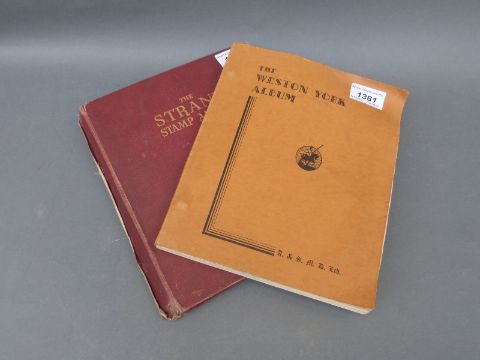 THE
STRAN
STAMP A
THE
WESTON YORK
ALBUM
1381